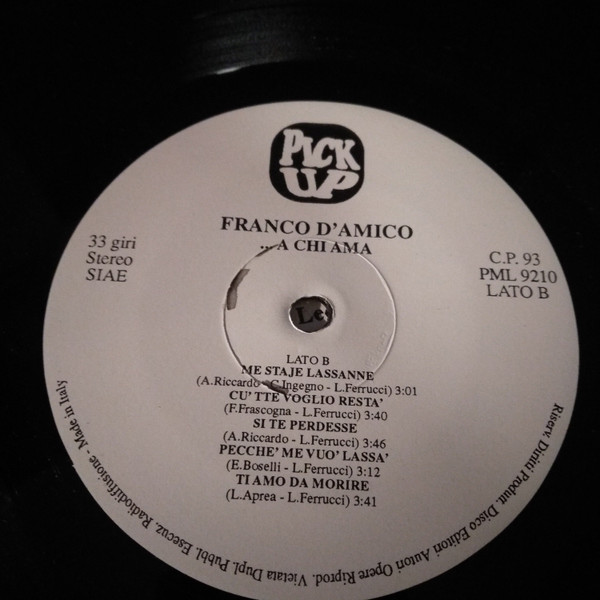 PICK
UP
FRANCO D'AMICO
...A CHI AMA
33 giri
Stereo
SIAE
C.P. 93
PML 9210
LATO B
Le
LATO B
ME STAJE LASSANNE
(A.Riccardo - C.Ingegno - L.Ferrucci) 3:01
CU' TTE VOGLIO RESTA'
(F.Frascogna - L.Ferrucci) 3:40
SI TE PERDESSE
(A.Riccardo - L.Ferrucci) 3:46
PECCHE' ME VUO' LASSA'
(E.Boselli - L.Ferrucci) 3:12
TI AMO DA MORIRE
(L.Aprea - L.Ferrucci) 3:41
Riserv. Diritti Produt. Disco Editori Autori Opere Riprod. Vietata Dupl. Pubbl. Esecuz. Radiodiffusione - Made in Italy